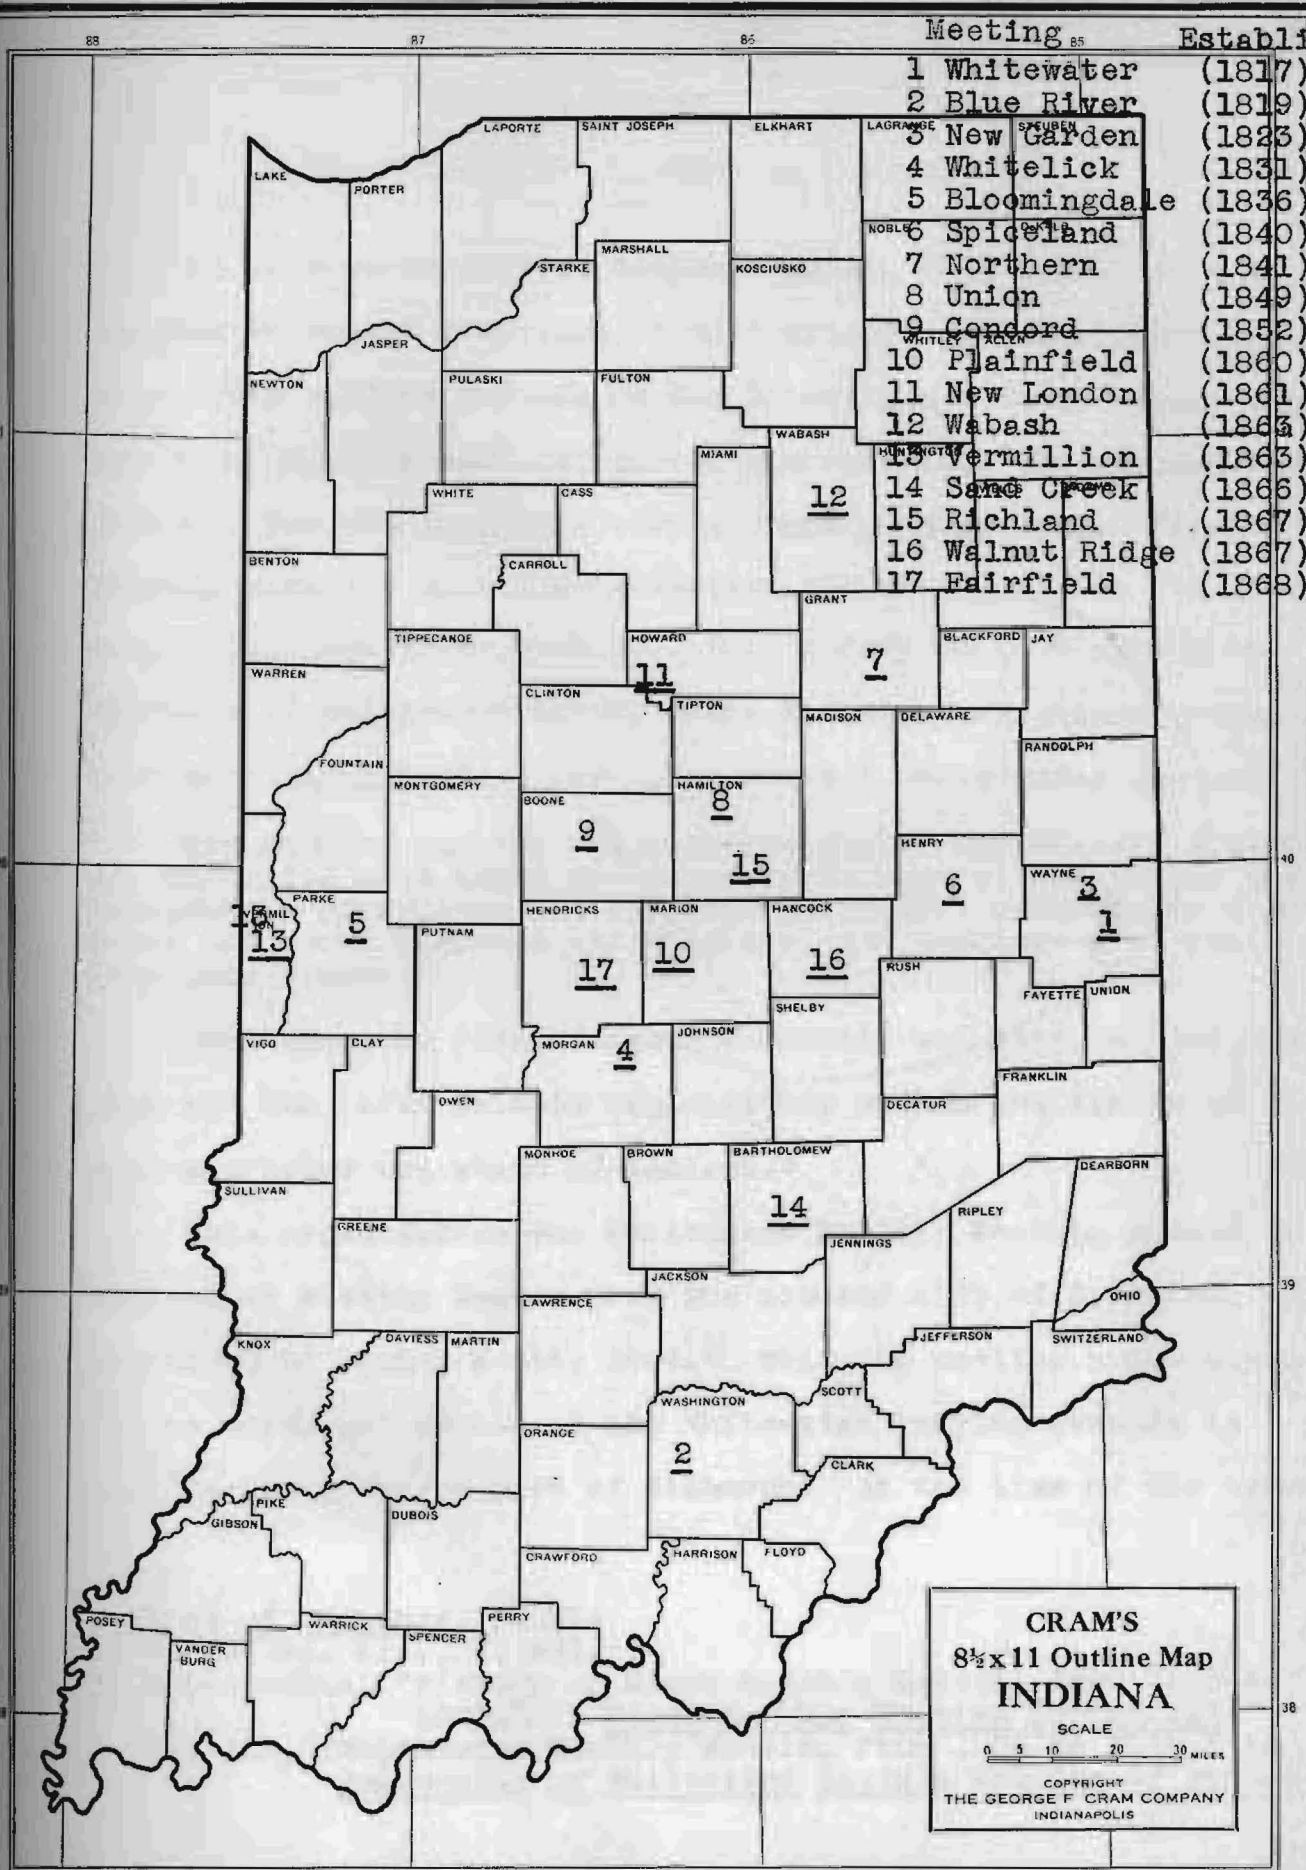 88 87 86 85
Meeting Establi
1 Whitewater (1817)
2 Blue River (1819)
3 New Garden (1823)
4 Whitelick (1831)
5 Bloomingdale (1836)
6 Spiceland (1840)
7 Northern (1841)
8 Union (1849)
9 Concord (1852)
10 Plainfield (1860)
11 New London (1861)
12 Wabash (1863)
13 Vermillion (1863)
14 Sand Creek (1866)
15 Richland (1867)
16 Walnut Ridge (1867)
17 Fairfield (1868)
LAPORTE SAINT JOSEPH ELKHART LAGRANGE STEUBEN
LAKE PORTER
NOBLE
STARKE MARSHALL KOSCIUSKO
JASPER WHITLEY ALLEN
NEWTON PULASKI FULTON
WABASH
MIAMI HUNTINGTON
WHITE CASS
12
BENTON CARROLL
GRANT
TIPPECANOE HOWARD BLACKFORD JAY
7
WARREN 11
CLINTON TIPTON
MADISON DELAWARE
RANDOLPH
FOUNTAIN
MONTGOMERY HAMILTON
BOONE 8
9 HENRY
40
15 WAYNE
6 3
PARKE
HENDRICKS MARION HANCOCK
VERMIL
ION
5 1
PUTNAM
13 10 16
17 RUSH
FAYETTE UNION
SHELBY
JOHNSON
VIGO CLAY MORGAN 4
FRANKLIN
OWEN DECATUR
MONROE BROWN BARTHOLOMEW
DEARBORN
SULLIVAN
14
RIPLEY
GREENE
JENNINGS
JACKSON
39
OHIO
LAWRENCE
KNOX DAVIESS MARTIN JEFFERSON SWITZERLAND
SCOTT
WASHINGTON
ORANGE
2
CLARK
PIKE
GIBSON DUBOIS
CRAWFORD HARRISON FLOYD
POSEY WARRICK PERRY
SPENCER
VANDER
BURG
38
CRAM'S
8½x11 Outline Map
INDIANA
SCALE
0 5 10 20 30 MILES
COPYRIGHT
THE GEORGE F CRAM COMPANY
INDIANAPOLIS